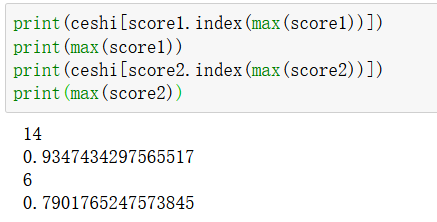 print(ceshi[score1.index(max(score1))])
print(max(score1))
print(ceshi[score2.index(max(score2))])
print(max(score2))
14
0.9347434297565517
6
0.7901765247573845